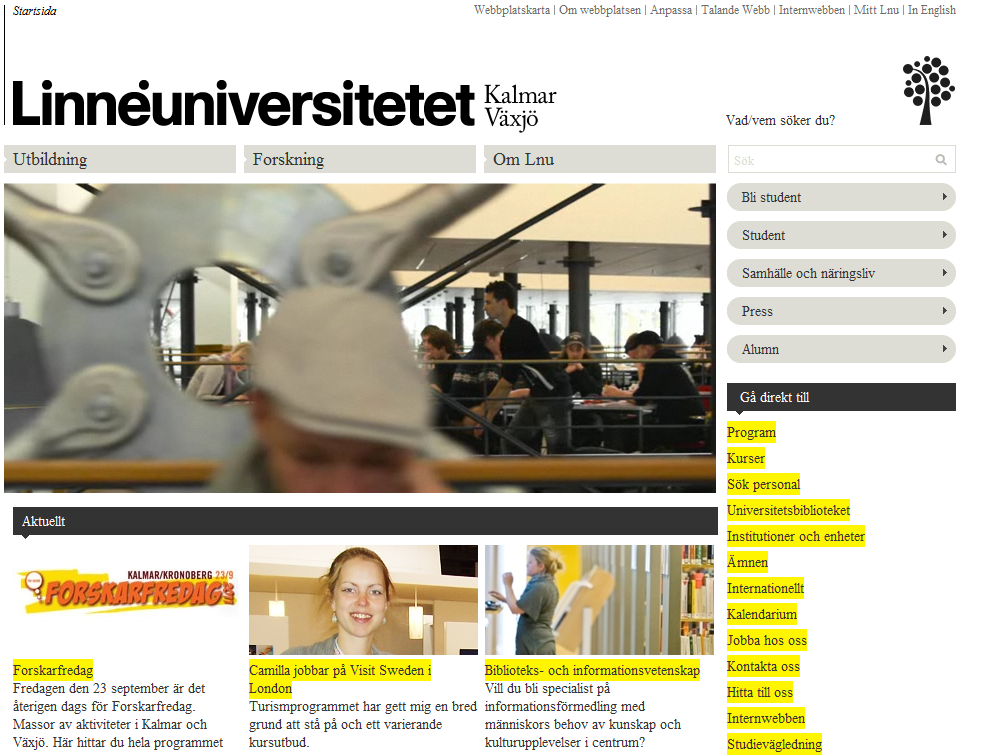 Startsida
Webbplatskarta | Om webbplatsen | Anpassa | Talande Webb | Internwebben | Mitt Lnu | In English
Linnéuniversitetet
Kalmar
Växjö
Vad/vem söker du?
Utbildning
Forskning
Om Lnu
Sök
Bli student
Student
Samhälle och näringsliv
Press
Alumn
Gå direkt till
Program
Kurser
Sök personal
Universitetsbiblioteket
Institutioner och enheter
Ämnen
Internationellt
Kalendarium
Jobba hos oss
Kontakta oss
Hitta till oss
Internwebben
Studievägledning
Aktuellt
KALMAR/KRONOBERG 23/9
FORSKARFREDAG
Forskarfredag
Fredagen den 23 september är det
återigen dags för Forskarfredag.
Massor av aktiviteter i Kalmar och
Växjö. Här hittar du hela programmet
Camilla jobbar på Visit Sweden i
London
Turismprogrammet har gett mig en bred
grund att stå på och ett varierande
kursutbud.
Biblioteks- och informationsvetenskap
Vill du bli specialist på
informationsförmedling med
människors behov av kunskap och
kulturupplevelser i centrum?